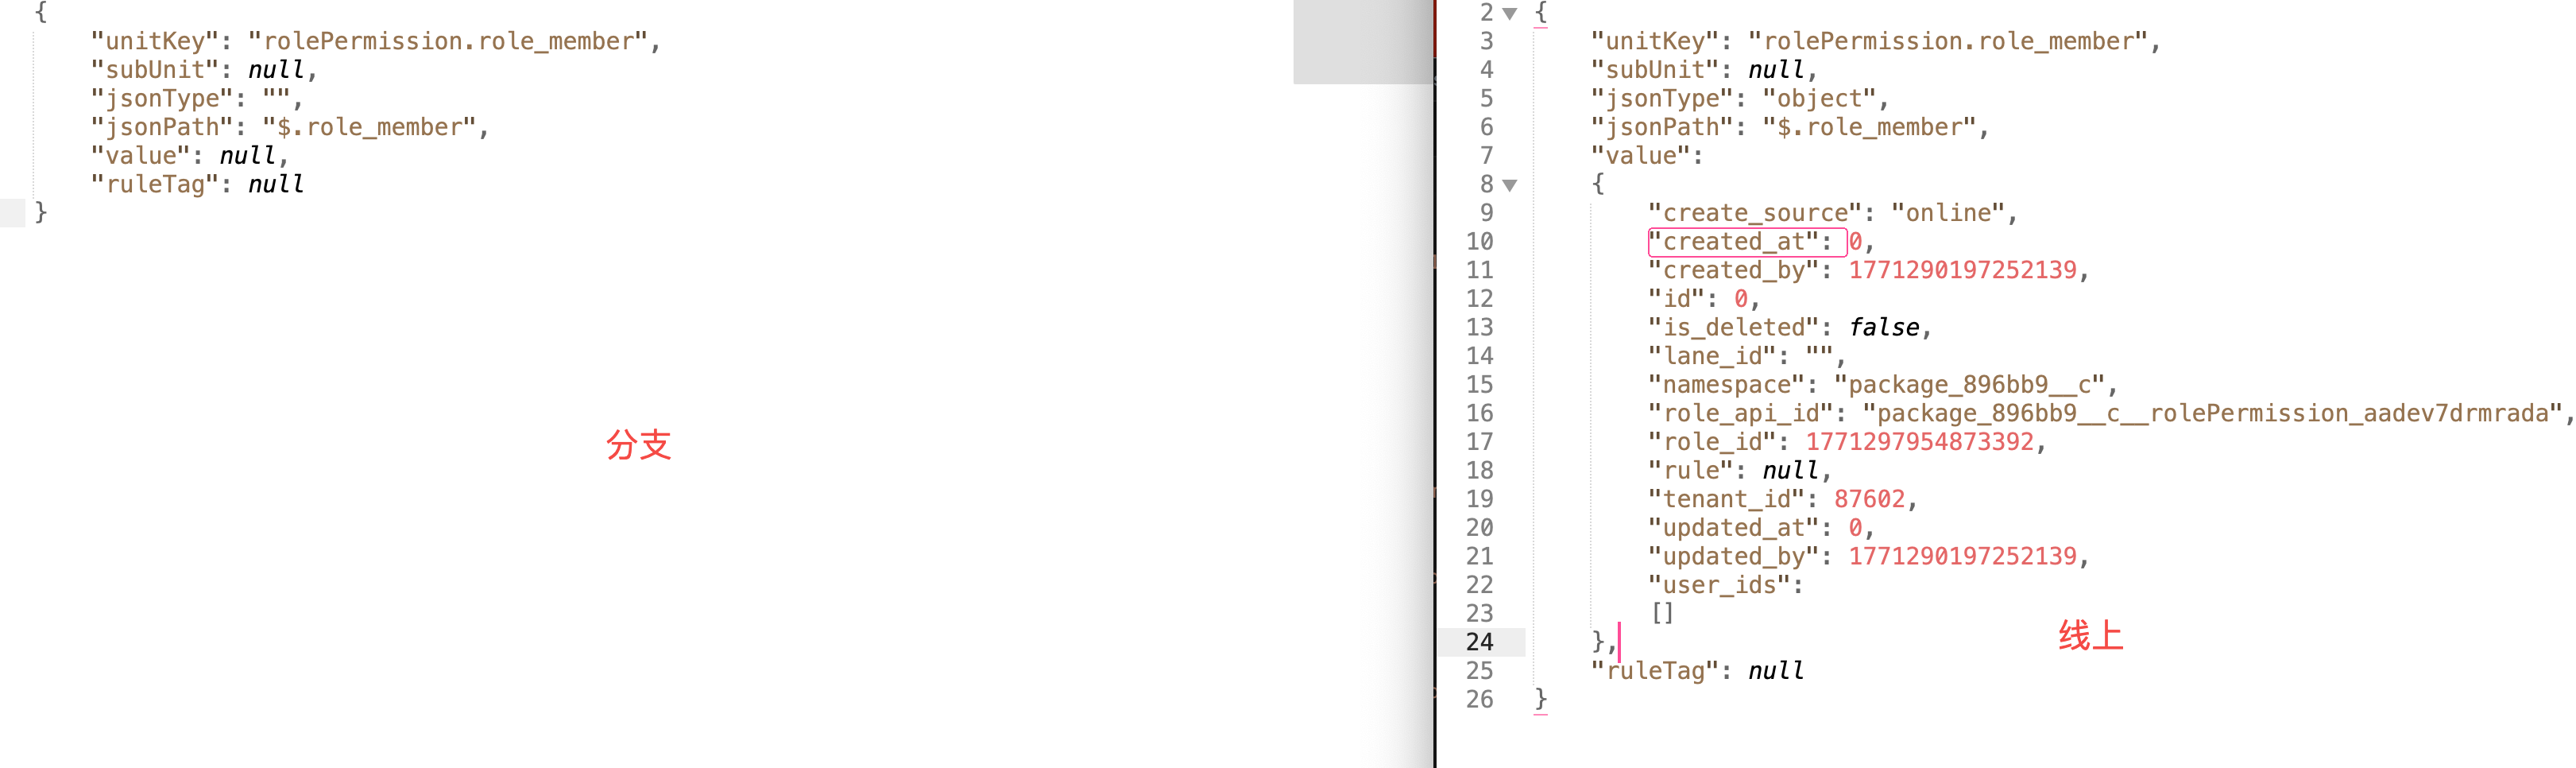 {
"unitKey": "rolePermission.role_member",
"subUnit": null,
"jsonType": "",
"jsonPath": "$.role_member",
"value": null,
"ruleTag": null
}
分支
2 {
3 "unitKey": "rolePermission.role_member",
4 "subUnit": null,
5 "jsonType": "object",
6 "jsonPath": "$.role_member",
7 "value":
8 {
9 "create_source": "online",
10 "created_at": 0,
11 "created_by": 1771290197252139,
12 "id": 0,
13 "is_deleted": false,
14 "lane_id": "",
15 "namespace": "package_896bb9__c",
16 "role_api_id": "package_896bb9__c__rolePermission_aadev7drmrada",
17 "role_id": 1771297954873392,
18 "rule": null,
19 "tenant_id": 87602,
20 "updated_at": 0,
21 "updated_by": 1771290197252139,
22 "user_ids":
23 []
24 },
线上
25 "ruleTag": null
26 }